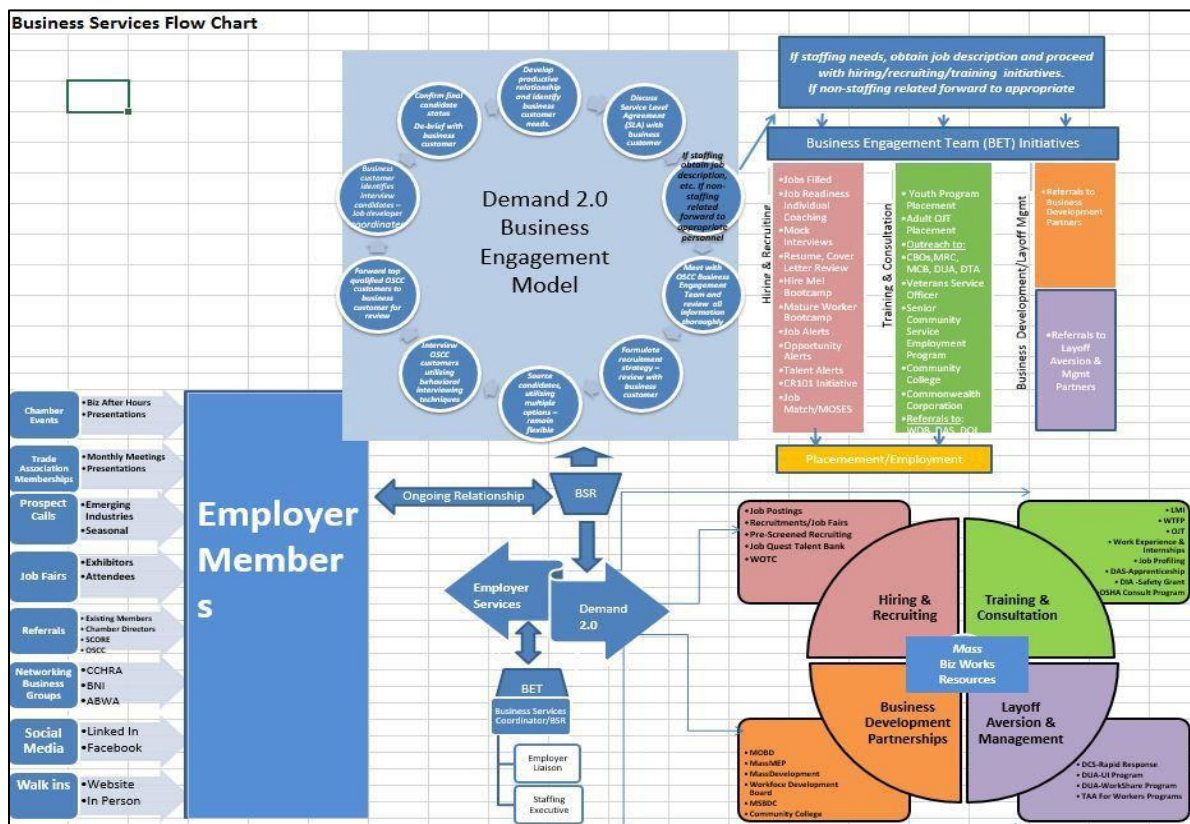 Business Services Flow Chart
Develop
productive
relationship
and identify
business
customer
needs.
Discuss
Service Level
Agreement
(SLA) with
business
customer
If staffing
obtain job
description,
etc. If non-
staffing
related
forward to
appropriate
personnel
Meet with
OSCC Business
Engagement
Team and
review all
information
thoroughly
Formulate
recruitment
strategy –
review with
business
customer
Source
candidates,
utilizing
multiple
options –
remain
flexible
Interview
OSCC
customers
utilizing
behavioral
interviewing
techniques
Forward top
qualified OSCC
customers to
business
customer for
review
Business
customer
identifies
interview
candidates –
Job developer
coordinates
Confirm final
candidate
status
De-brief with
business
customer
Demand 2.0
Business
Engagement
Model
If staffing needs, obtain job description and proceed
with hiring/recruiting/training initiatives.
If non-staffing related forward to appropriate
Business Engagement Team (BET) Initiatives
Hiring & Recruiting
•Jobs Filled
•Job Readiness
Individual
Coaching
•Mock
Interviews
•Resume, Cover
Letter Review
•Hire Me!
Bootcamp
•Mature Worker
Bootcamp
•Job Alerts
•Opportunity
Alerts
•Talent Alerts
•CR101 Initiative
•Job
Match/MOSES
Training & Consultation
•Youth Program
Placement
•Adult OJT
Placement
•Outreach to:
•CBOs,MRC,
MCB, DUA, DTA
•Veterans Service
Officer
•Senior
Community
Service
Employment
Program
•Community
College
•Commonwealth
Corporation
•Referrals to:
WDB, DAS, DOL
Business Development/Layoff Mgmt
•Referrals to
Business
Development
Partners
•Referrals to
Layoff
Aversion &
Mgmt
Partners
Placemement/Employment
Chamber
Events
•Biz After Hours
•Presentations
Trade
Association
Memberships
•Monthly Meetings
•Presentations
Prospect
Calls
•Emerging
Industries
•Seasonal
Job Fairs
•Exhibitors
•Attendees
Referrals
•Existing Members
•Chamber Directors
•SCORE
•OSCC
Networking
Business
Groups
•CCHRA
•BNI
•ABWA
Social
Media
•Linked In
•Facebook
Walk ins
•Website
•In Person
Employer
Member
s
Ongoing Relationship
BSR
Employer
Services
Demand
2.0
BET
Business Services
Coordinator/BSR
Employer
Liaison
Staffing
Executive
•Job Postings
•Recruitments/Job Fairs
•Pre-Screened Recruiting
•Job Quest Talent Bank
•WOTC
•LMI
•WTFP
•OJT
•Work Experience &
Internships
•Job Profiling
•DAS-Apprenticeship
•DIA -Safety Grant
•OSHA Consult Program
Hiring &
Recruiting
Training &
Consultation
Mass
Biz Works
Resources
Business
Development
Partnerships
Layoff
Aversion &
Management
•MOBD
•MassMEP
•MassDevelopment
•Workfoce Development
Board
•MSBDC
•Community College
•DCS-Rapid Response
•DUA-UI Program
•DUA-WorkShare Program
•TAA For Workers Programs